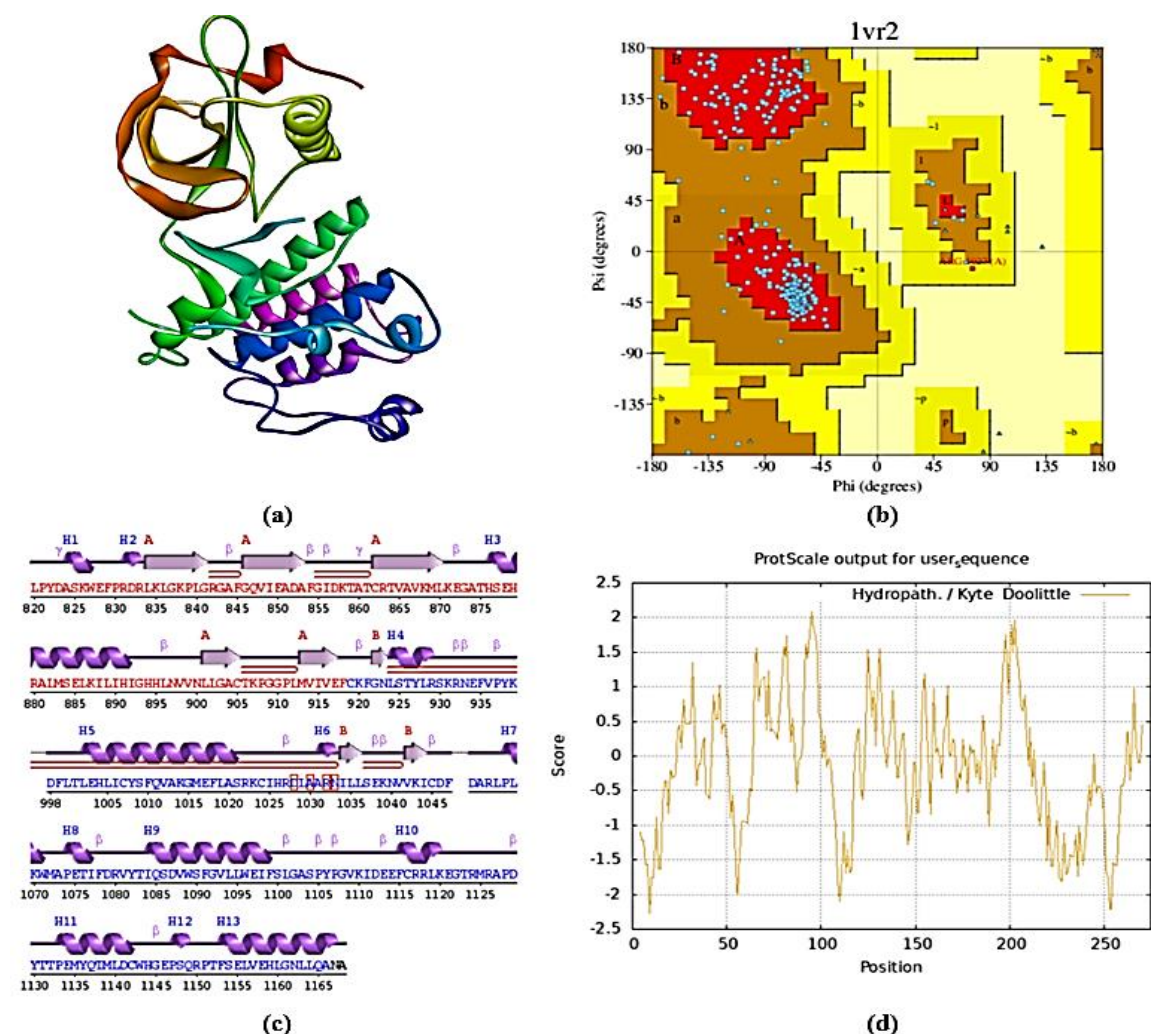 1vr2
180
135
90
45
0
-45
-90
-135
Psi (degrees)
B
b
~b
~b
b
~l
l
L
a
A
~a
~b
b
~p
p
~b
-180 -135 -90 -45 0 45 90 135 180
Phi (degrees)
(a)
(b)
H1 H2 A A A H3
γ β β β γ β
LPYDASKWEFPRDRLKLGKPLGRGAFGQVIEADAFGIDKTATCRTVAVKMLKEGATHSEH
820 825 830 835 840 845 850 855 860 865 870 875
A A B H4
β β β β β
RALMSELKILIHIGHHLNVVNLIGACTKPGGPLMVIVEFCKFGNLSTYLRSKRNEFVPYK
880 885 890 895 900 905 910 915 920 925 930 935
H5 H6 B B H7
β β β β
DFLTLEHLICYSFQVAKGMEFLASRKCIHR ILLSEKNVVKICDF DARLPL
998 1005 1010 1015 1020 1025 1030 1035 1040 1045
H8 H9 H10
β β β β β β
KWMAPETIFDRVYTIQSDVWSFGVLLWEIFSLGASPYPGVKIDEEFCRRLKEGTRMRAPD
1070 1075 1080 1085 1090 1095 1100 1105 1110 1115 1120 1125
H11 H12 H13
β
YTTPEMYQTMLDCWHGEPSQRPTFSELVEHLGNLLQANA
1130 1135 1140 1145 1150 1155 1160 1165
(c)
ProtScale output for user_sequence
Hydropath. / Kyte Doolittle
2.5
2
1.5
1
0.5
0
-0.5
-1
-1.5
-2
-2.5
Score
0 50 100 150 200 250
Position
(d)